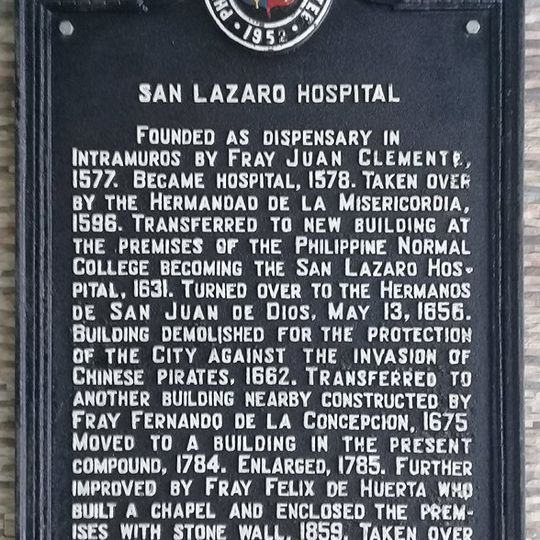 • 1952 •
SAN LAZARO HOSPITAL
FOUNDED AS DISPENSARY IN
INTRAMUROS BY FRAY JUAN CLEMENTE,
1577. BECAME HOSPITAL, 1578. TAKEN OVER
BY THE HERMANDAD DE LA MISERICORDIA,
1596. TRANSFERRED TO NEW BUILDING AT
THE PREMISES OF THE PHILIPPINE NORMAL
COLLEGE BECOMING THE SAN LAZARO HOS-
PITAL, 1631. TURNED OVER TO THE HERMANOS
DE SAN JUAN DE DIOS, MAY 13, 1656.
BUILDING DEMOLISHED FOR THE PROTECTION
OF THE CITY AGAINST THE INVASION OF
CHINESE PIRATES, 1662. TRANSFERRED TO
ANOTHER BUILDING NEARBY CONSTRUCTED BY
FRAY FERNANDO DE LA CONCEPCION, 1675
MOVED TO A BUILDING IN THE PRESENT
COMPOUND, 1784. ENLARGED, 1785. FURTHER
IMPROVED BY FRAY FELIX DE HUERTA WHO
BUILT A CHAPEL AND ENCLOSED THE PREM-
ISES WITH STONE WALL, 1859. TAKEN OVER